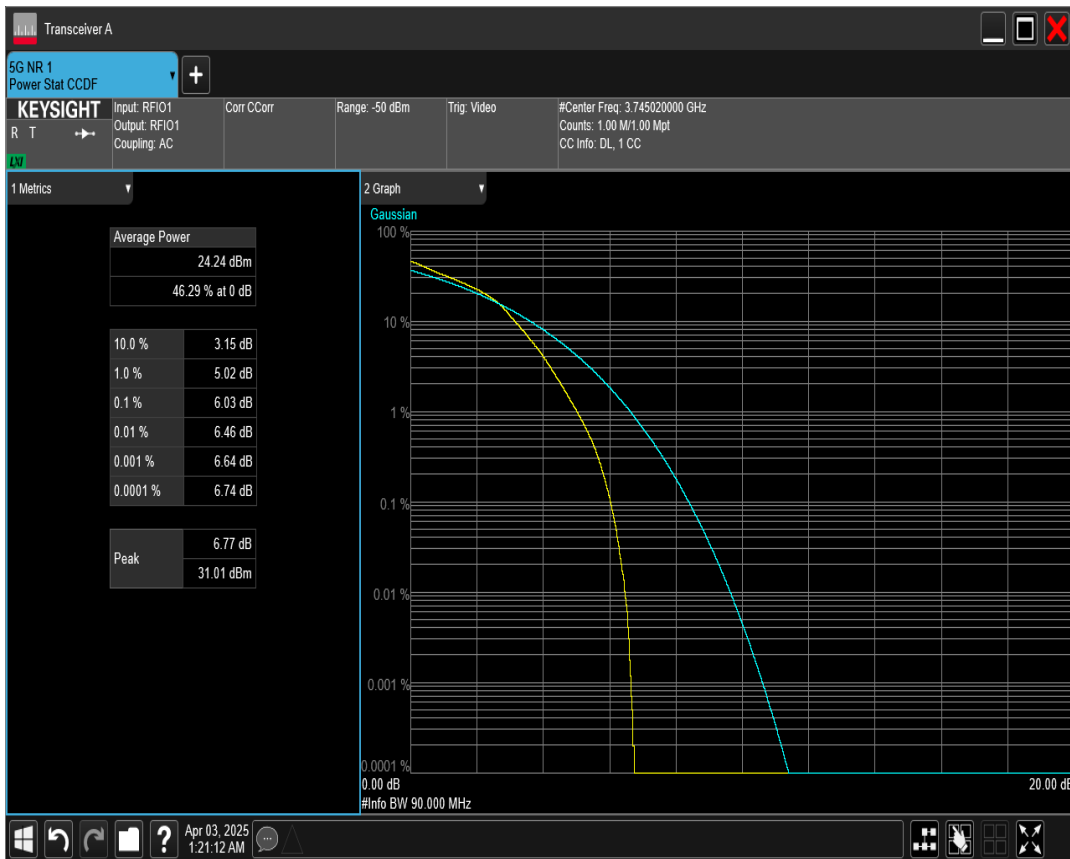 Transceiver A
5G NR 1
Power Stat CCDF
+
KEYSIGHT
R T
LXI
Input: RFIO1
Output: RFIO1
Coupling: AC
Corr CCorr
Range: -50 dBm
Trig: Video
#Center Freq: 3.745020000 GHz
Counts: 1.00 M/1.00 Mpt
CC Info: DL, 1 CC
1 Metrics
Average Power
24.24 dBm
46.29 % at 0 dB
10.0 % 3.15 dB
1.0 % 5.02 dB
0.1 % 6.03 dB
0.01 % 6.46 dB
0.001 % 6.64 dB
0.0001 % 6.74 dB
Peak 6.77 dB
31.01 dBm
2 Graph
Gaussian
100 %
10 %
1 %
0.1 %
0.01 %
0.001 %
0.0001 %
0.00 dB 20.00 dB
#Info BW 90.000 MHz
?
Apr 03, 2025
1:21:12 AM